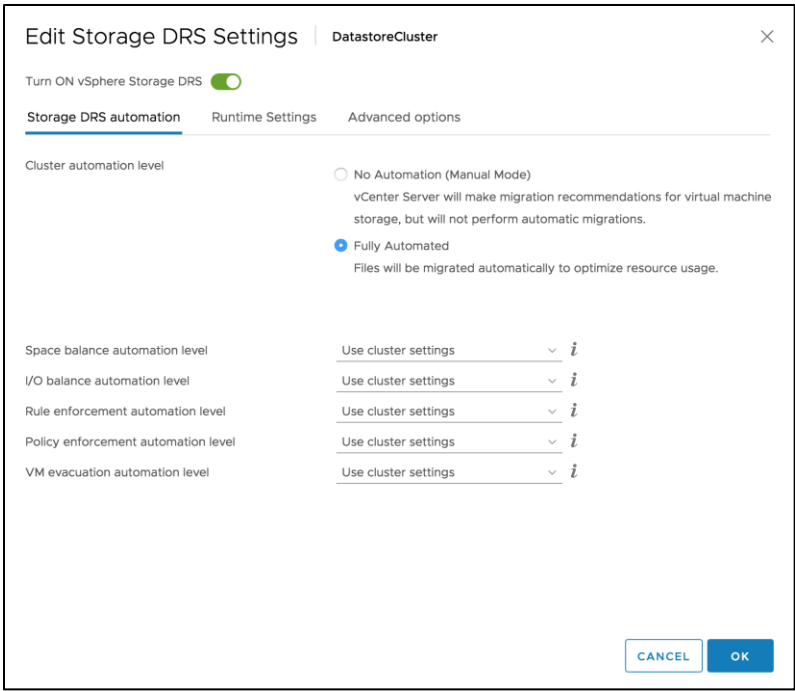 Edit Storage DRS Settings DatastoreCluster
Turn ON vSphere Storage DRS
Storage DRS automation Runtime Settings Advanced options
Cluster automation level
No Automation (Manual Mode)
vCenter Server will make migration recommendations for virtual machine
storage, but will not perform automatic migrations.
Fully Automated
Files will be migrated automatically to optimize resource usage.
Space balance automation level Use cluster settings i
I/O balance automation level Use cluster settings i
Rule enforcement automation level Use cluster settings i
Policy enforcement automation level Use cluster settings i
VM evacuation automation level Use cluster settings i
CANCEL OK